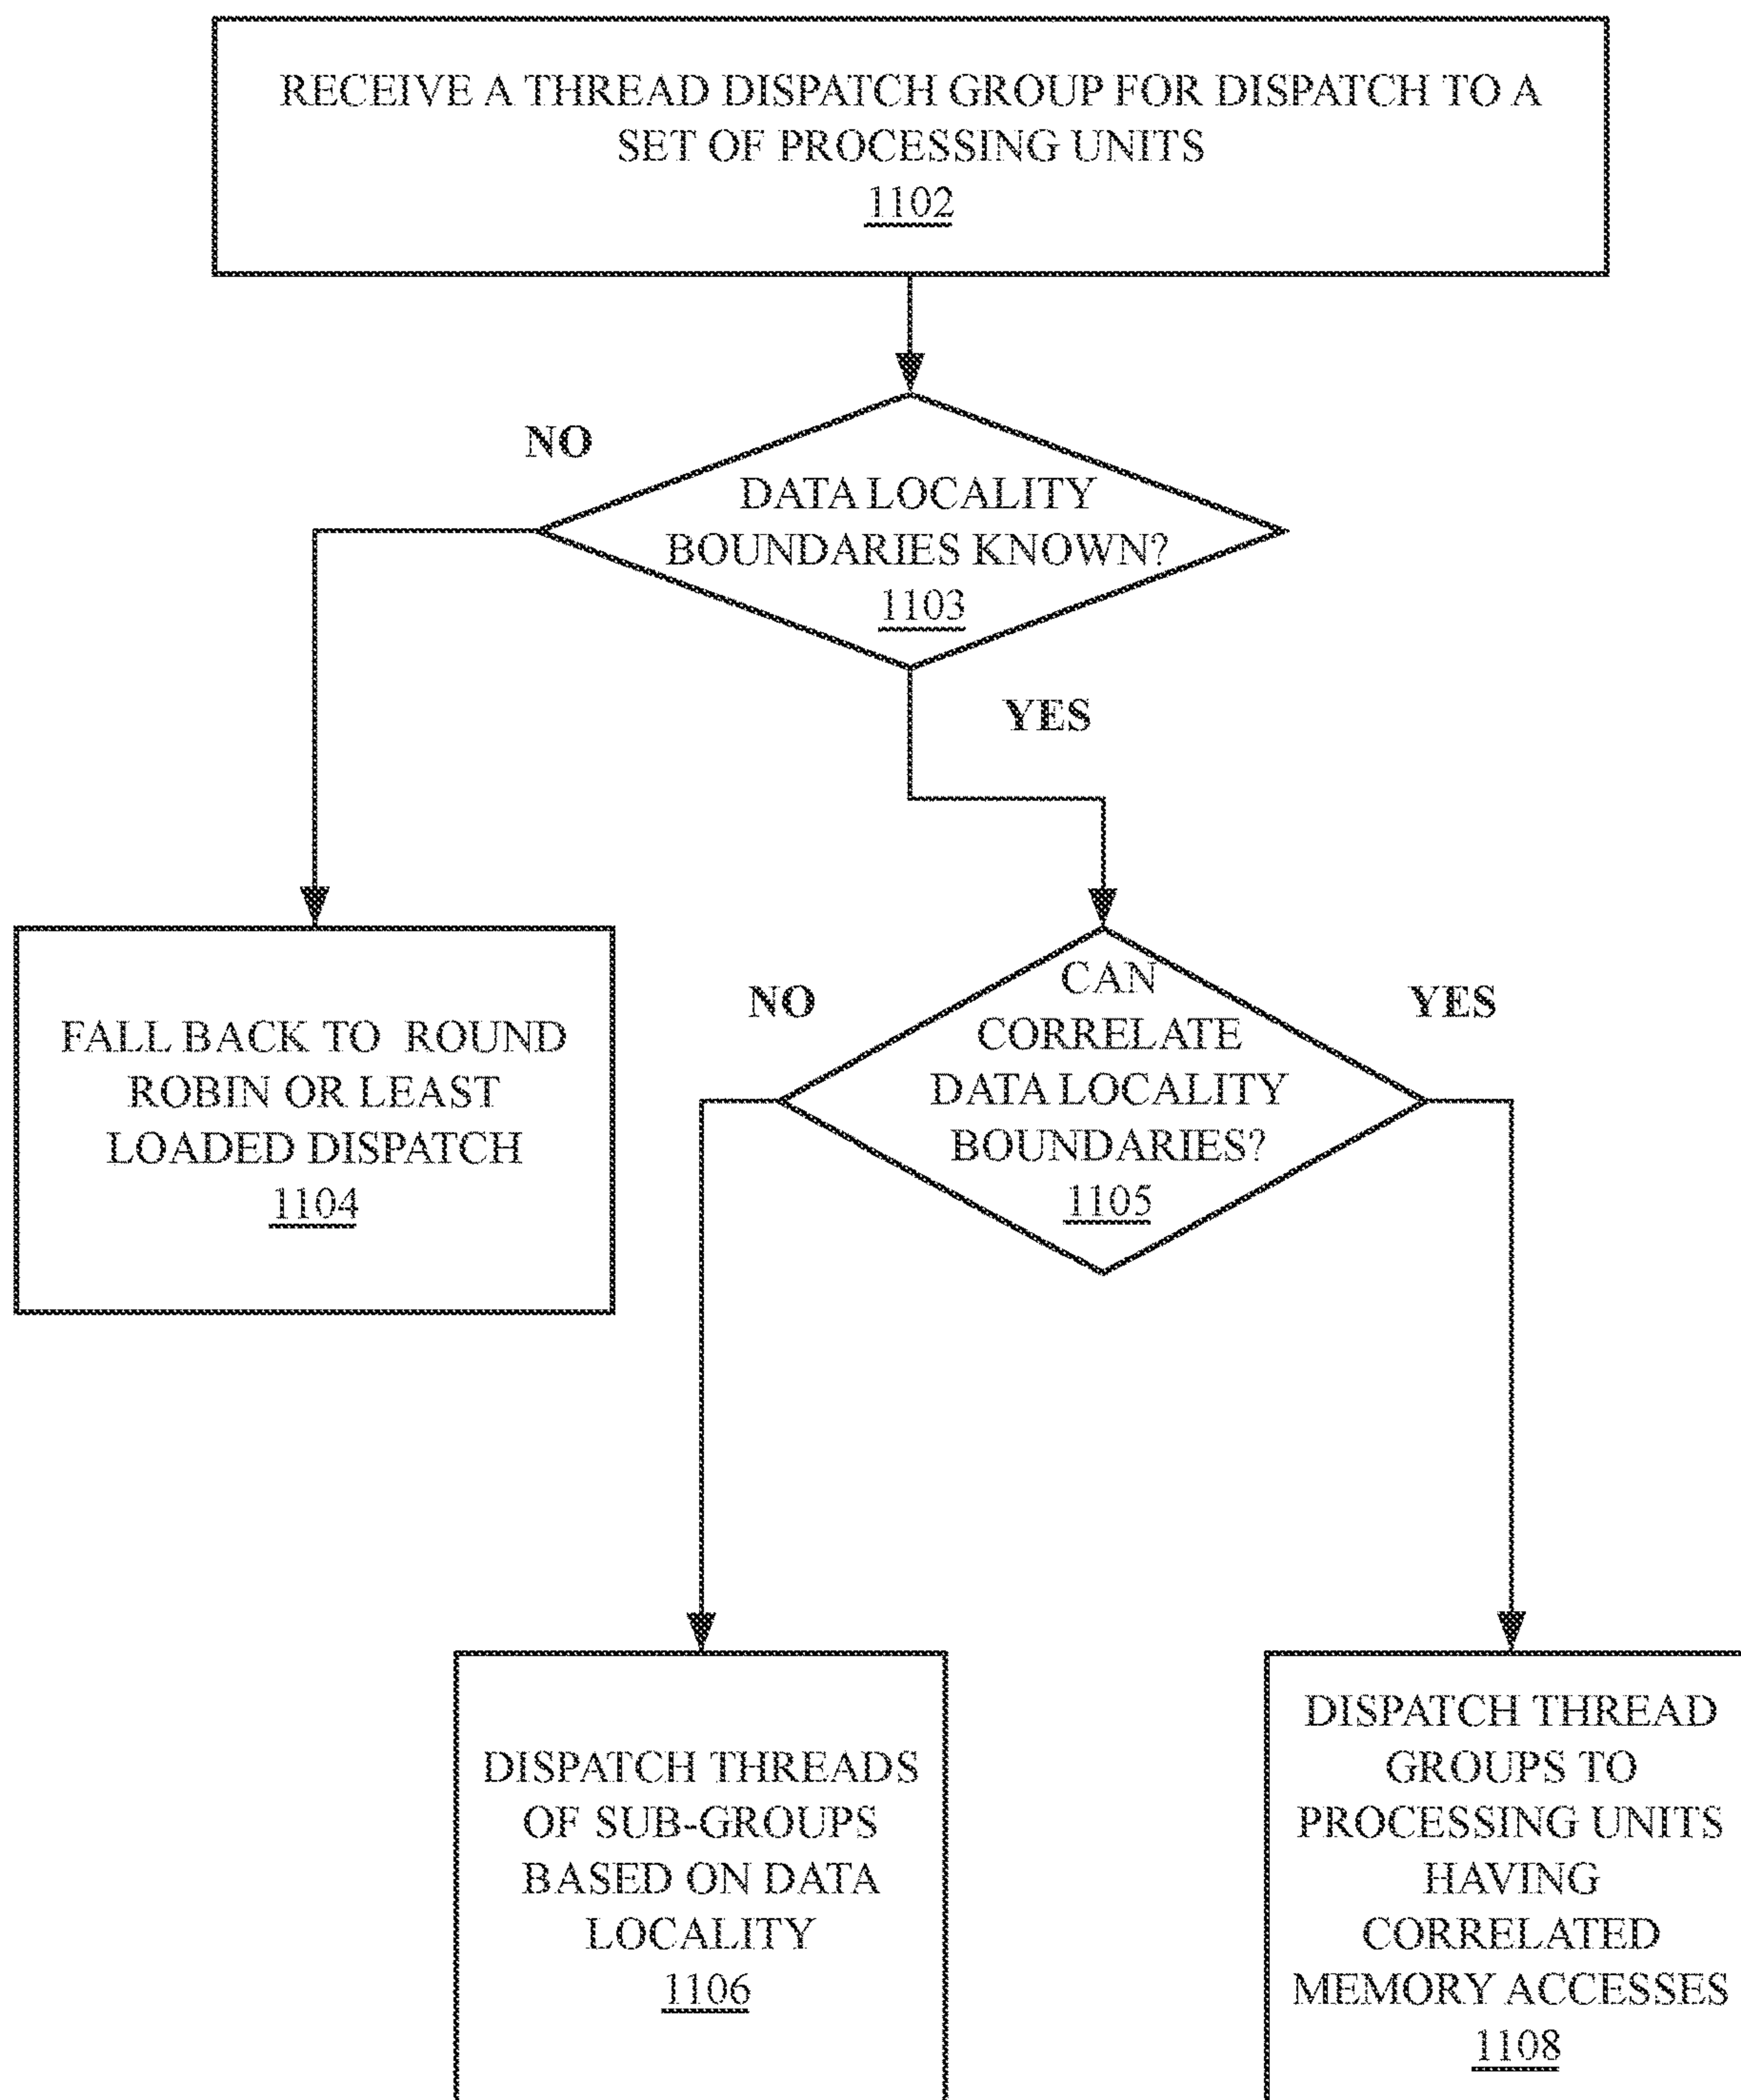 RECEIVE A THREAD DISPATCH GROUP FOR DISPATCH TO A
SET OF PROCESSING UNITS
1102
NO
DATA LOCALITY
BOUNDARIES KNOWN?
1103
YES
FALL BACK TO ROUND
ROBIN OR LEAST
LOADED DISPATCH
1104
NO
CAN
CORRELATE
DATA LOCALITY
BOUNDARIES?
1105
YES
DISPATCH THREADS
OF SUB-GROUPS
BASED ON DATA
LOCALITY
1106
DISPATCH THREAD
GROUPS TO
PROCESSING UNITS
HAVING
CORRELATED
MEMORY ACCESSES
1108